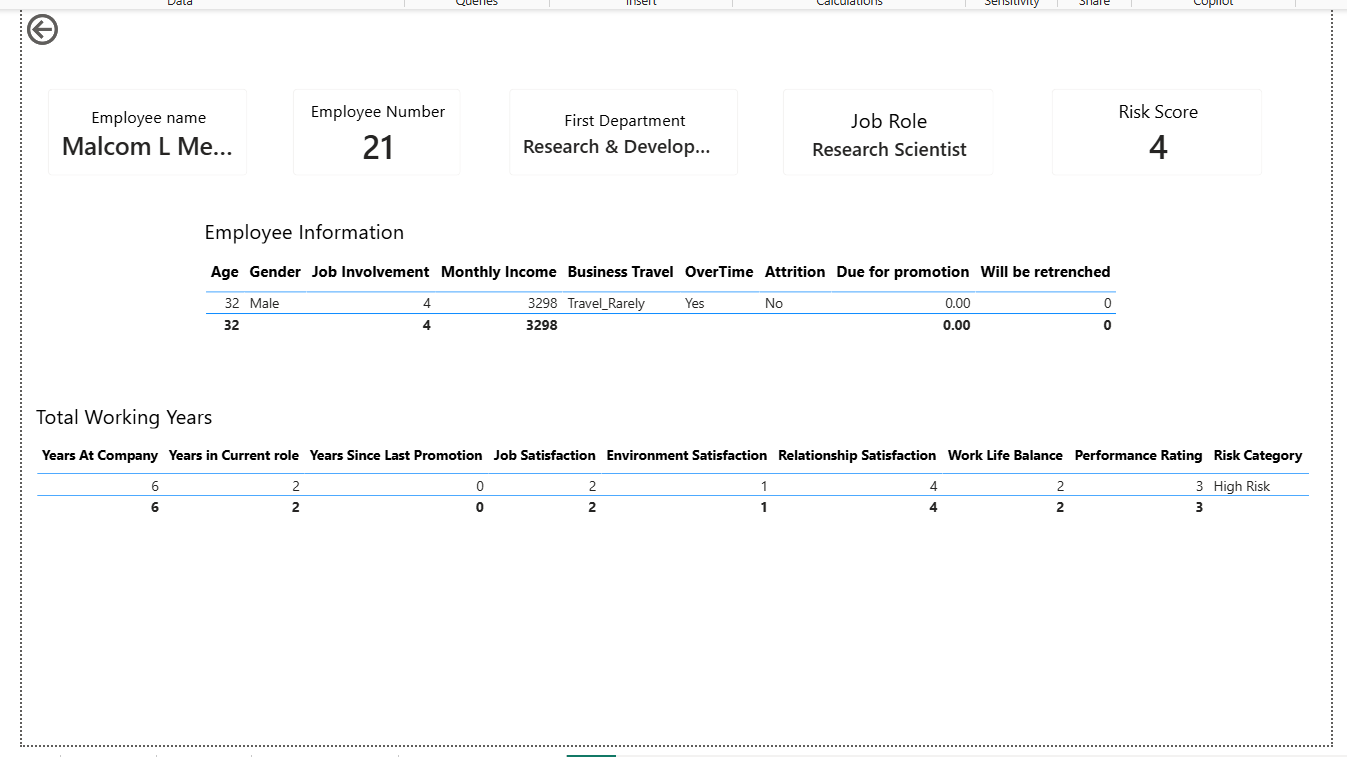 Data Queries Insert Calculations Sensitivity Share Copilot
Employee name
Malcom L Me...
Employee Number
21
First Department
Research & Develop...
Job Role
Research Scientist
Risk Score
4
Employee Information
Age Gender Job Involvement Monthly Income Business Travel OverTime Attrition Due for promotion Will be retrenched
32 Male 4 3298 Travel_Rarely Yes No 0.00 0
32 4 3298 0.00 0
Total Working Years
Years At Company Years in Current role Years Since Last Promotion Job Satisfaction Environment Satisfaction Relationship Satisfaction Work Life Balance Performance Rating Risk Category
6 2 0 2 1 4 2 3 High Risk
6 2 0 2 1 4 2 3